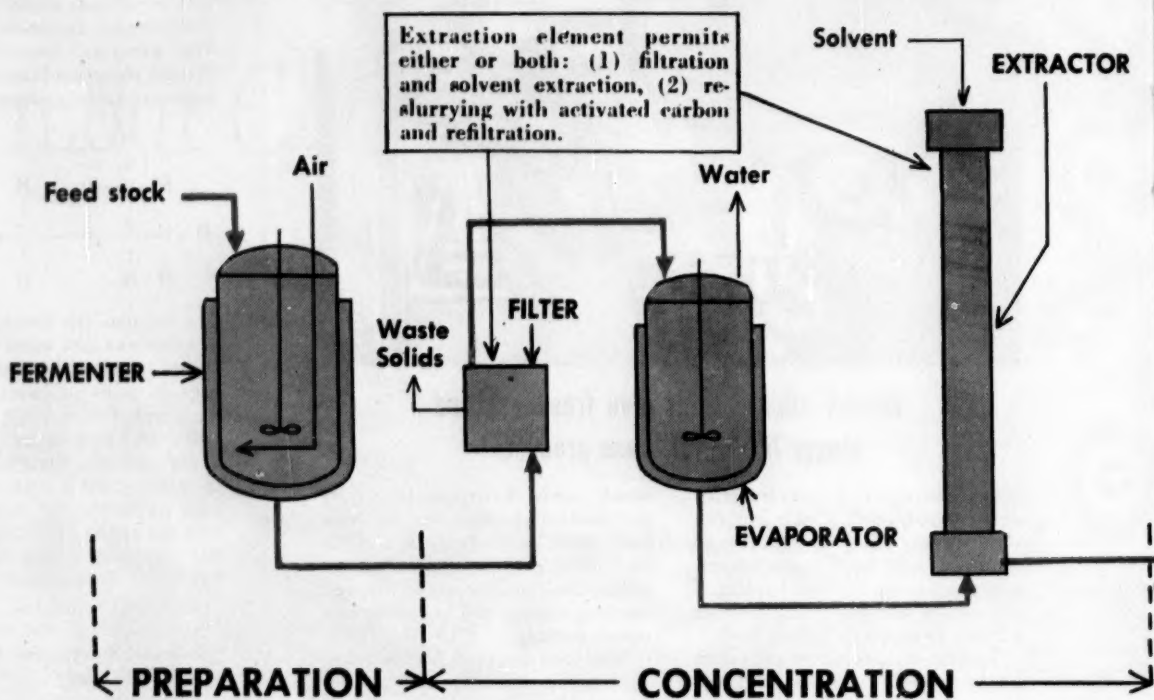 Extraction element permits
either or both: (1) filtration
and solvent extraction, (2) re-
slurrying with activated carbon
and refiltration.
Solvent
EXTRACTOR
Air
Water
Feed stock
FILTER
Waste
Solids
FERMENTER
EVAPORATOR
PREPARATION
CONCENTRATION